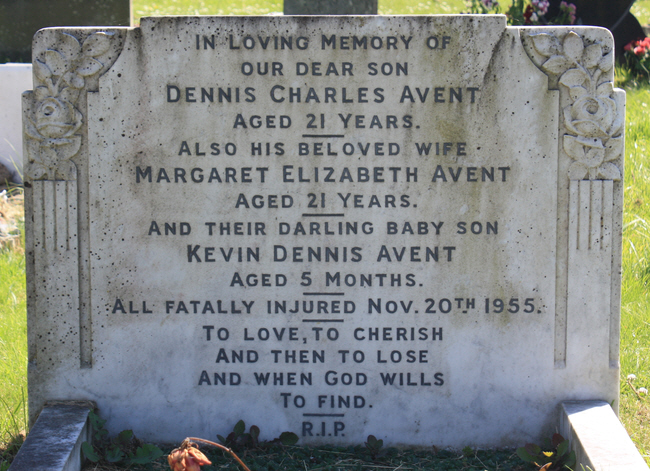 In Loving Memory of
our dear son
Dennis Charles Avent
Aged 21 Years.
Also his beloved wife
Margaret Elizabeth Avent
Aged 21 Years.
And their darling baby son
Kevin Dennis Avent
Aged 5 Months.
All fatally injured Nov. 20th 1955.
To love, to cherish
And then to lose
And when God wills
To find.
R.I.P.